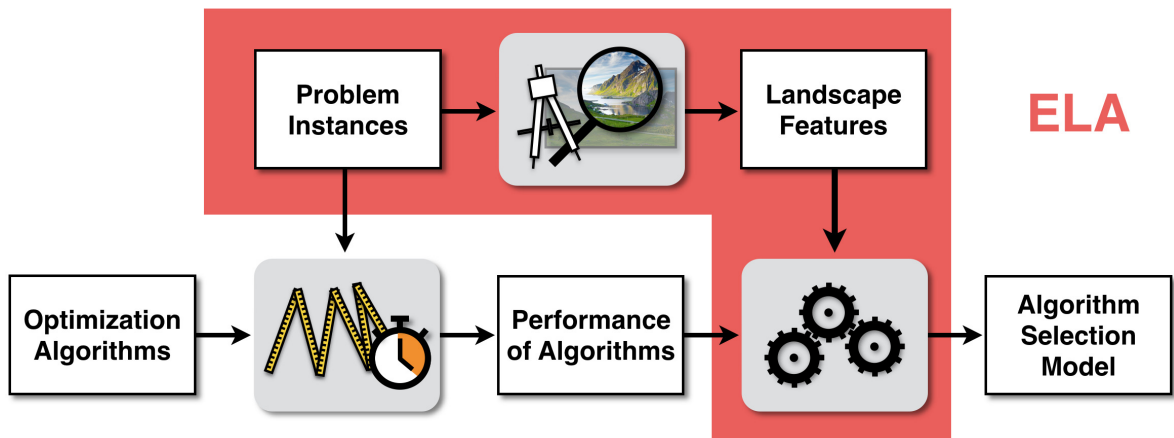 Problem
Instances
Landscape
Features
ELA
Optimization
Algorithms
Performance
of Algorithms
Algorithm
Selection
Model